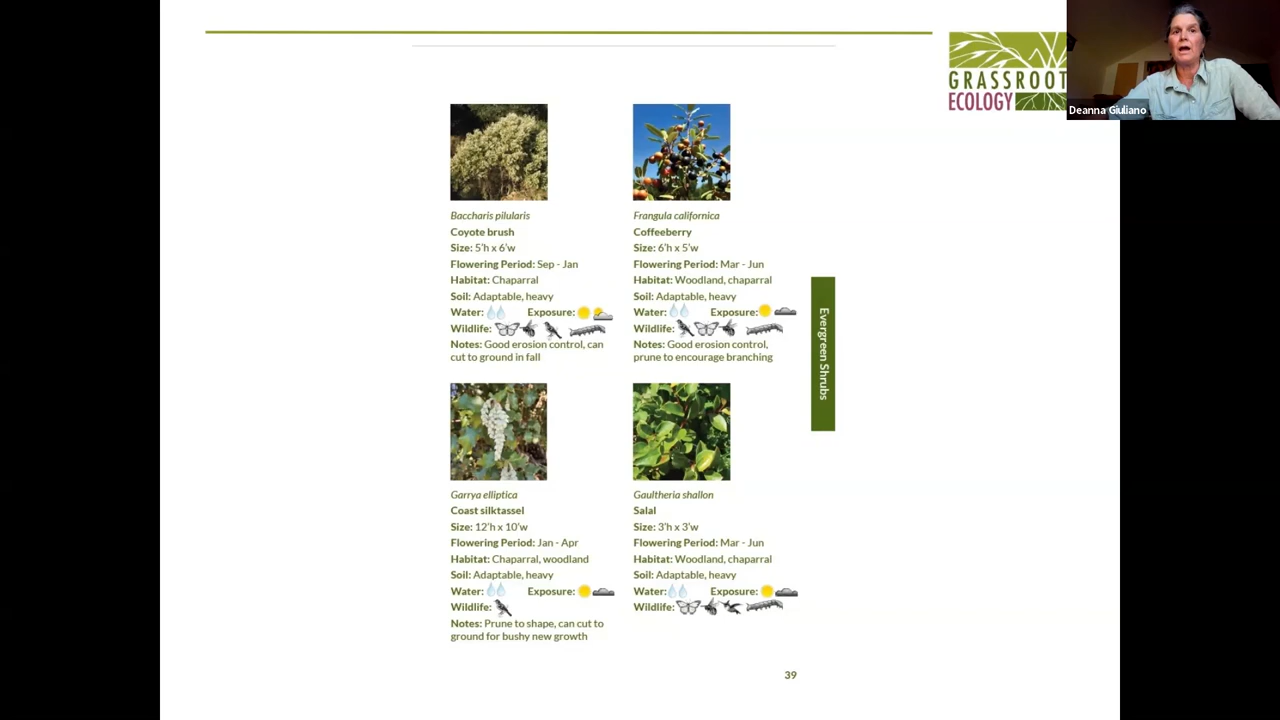 GRASSROOT
ECOLOGY
Deanna Giuliano
Baccharis pilularis
Coyote brush
Size: 5'h x 6'w
Flowering Period: Sep - Jan
Habitat: Chaparral
Soil: Adaptable, heavy
Water: Exposure:
Wildlife:
Notes: Good erosion control, can
cut to ground in fall
Frangula californica
Coffeeberry
Size: 6'h x 5'w
Flowering Period: Mar - Jun
Habitat: Woodland, chaparral
Soil: Adaptable, heavy
Water: Exposure:
Wildlife:
Notes: Good erosion control,
prune to encourage branching
Garrya elliptica
Coast silktassel
Size: 12'h x 10'w
Flowering Period: Jan - Apr
Habitat: Chaparral, woodland
Soil: Adaptable, heavy
Water: Exposure:
Wildlife:
Notes: Prune to shape, can cut to
ground for bushy new growth
Gaultheria shallon
Salal
Size: 3'h x 3'w
Flowering Period: Mar - Jun
Habitat: Woodland, chaparral
Soil: Adaptable, heavy
Water: Exposure:
Wildlife:
Evergreen Shrubs
39